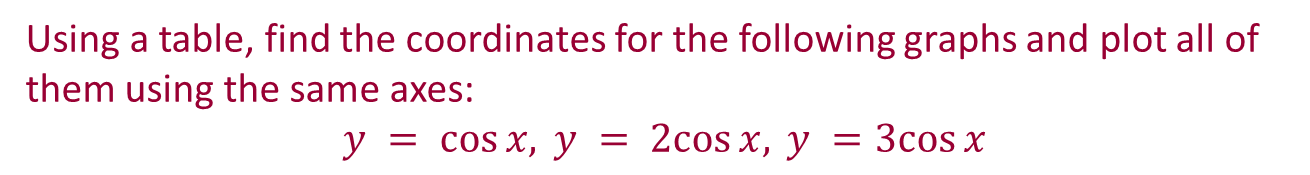 Using a table, find the coordinates for the following graphs and plot all of
them using the same axes:
y = cos x, y = 2cos x, y = 3cos x